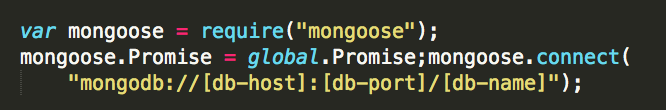 var mongoose = require("mongoose");
mongoose.Promise = global.Promise;mongoose.connect(
"mongodb://[db-host]:[db-port]/[db-name]");